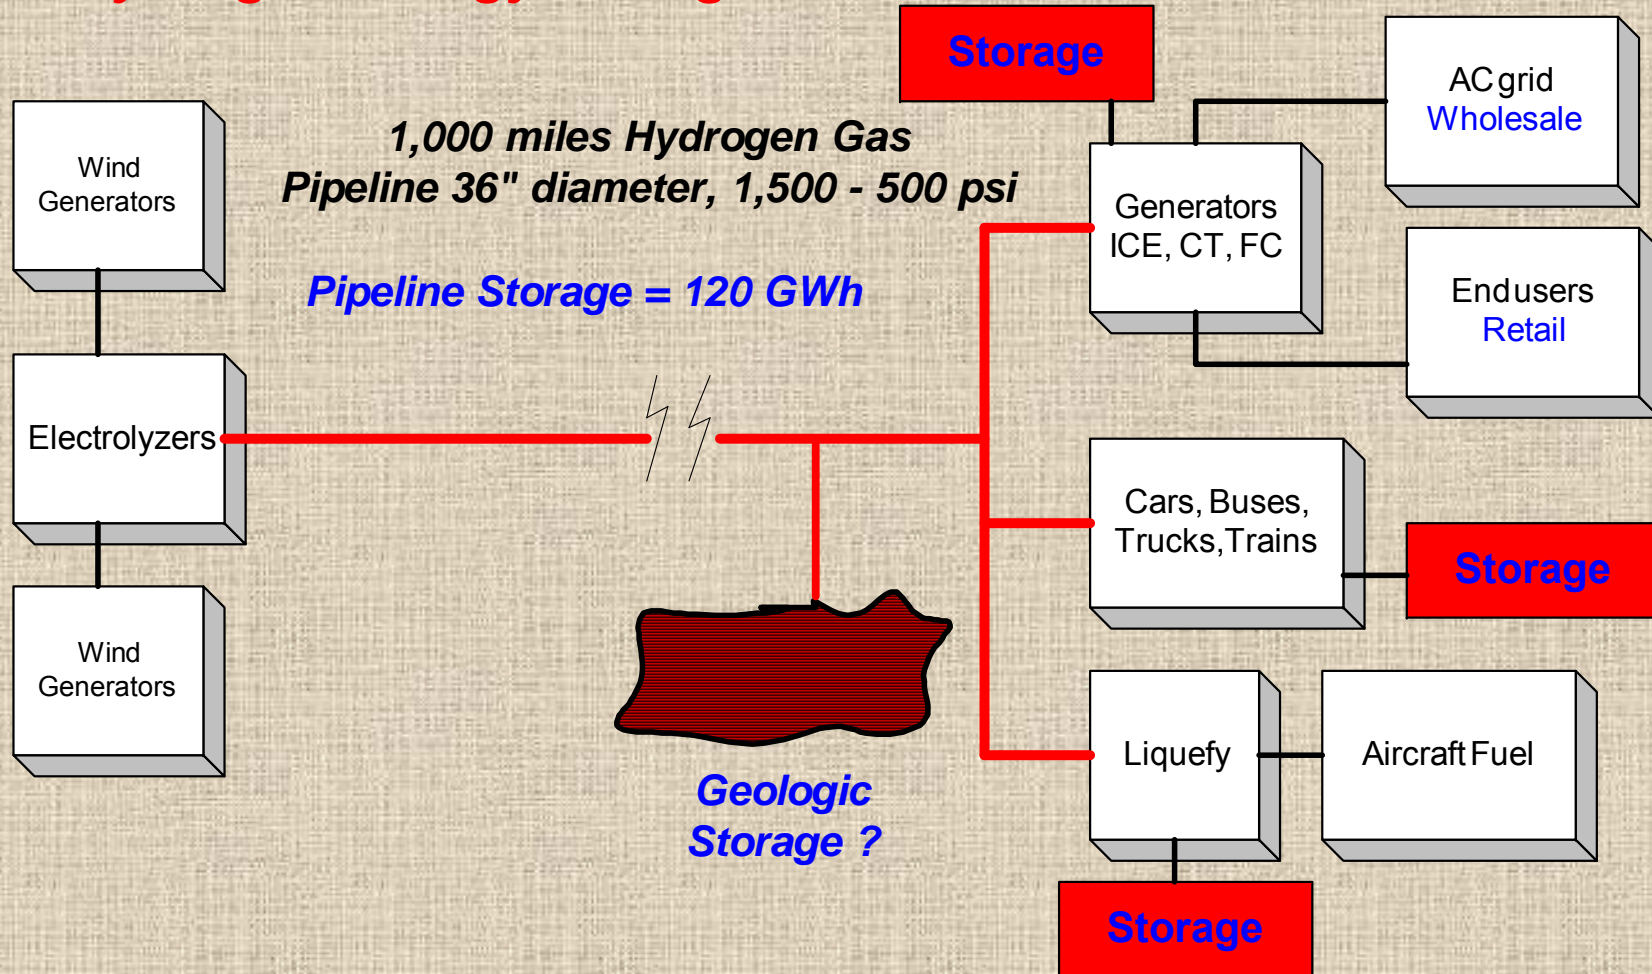 Storage
AC grid
Wholesale
Wind
Generators
1,000 miles Hydrogen Gas
Pipeline 36" diameter, 1,500 - 500 psi
Generators
ICE, CT, FC
Pipeline Storage = 120 GWh
Endusers
Retail
Electrolyzers
Cars, Buses,
Trucks,Trains
Storage
Wind
Generators
Liquefy
Aircraft Fuel
Geologic
Storage ?
Storage